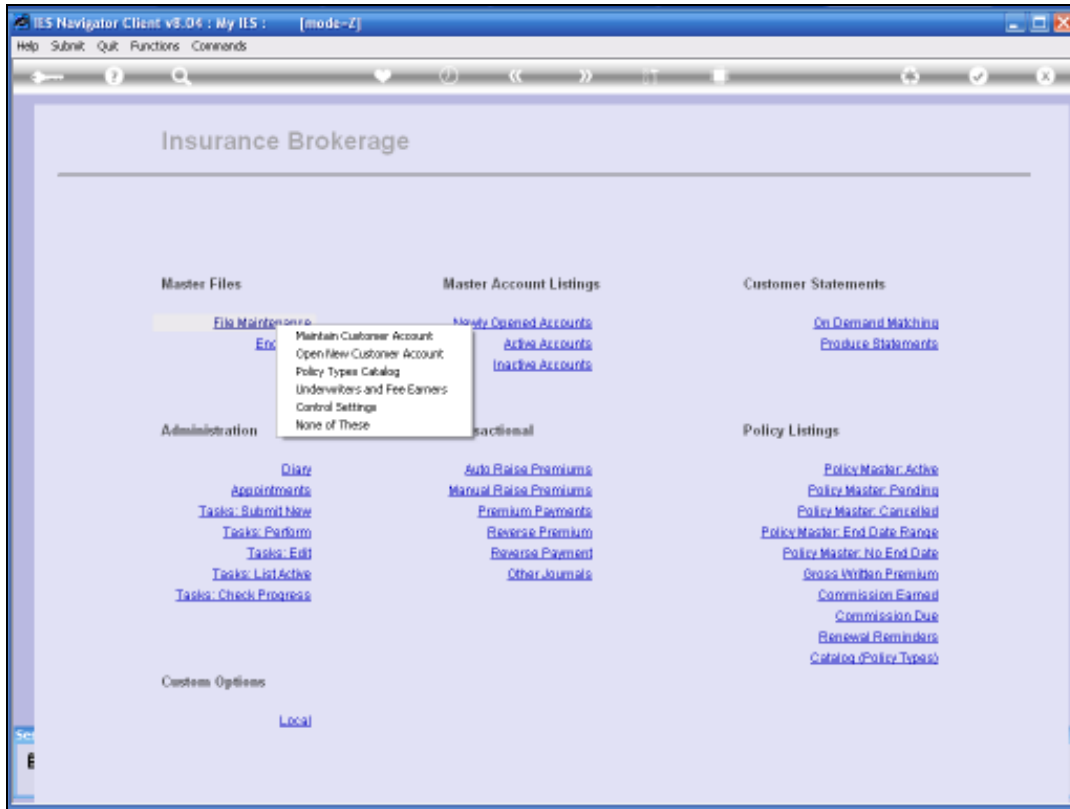 IES Navigator Client v8.04 : My IES : [mode=Z]
Help Submit Quit Functions Commands
Insurance Brokerage
Master Files
File Maintenance
Maintain Customer Account
Open New Customer Account
Policy Types Catalog
Underwriters and Fee Earners
Control Settings
None of These
Master Account Listings
Newly Opened Accounts
Active Accounts
Inactive Accounts
Customer Statements
On Demand Matching
Produce Statements
Administration
Diary
Appointments
Tasks: Submit New
Tasks: Perform
Tasks: Edit
Tasks: List Active
Tasks: Check Progress
sactional
Auto Raise Premiums
Manual Raise Premiums
Premium Payments
Reverse Premium
Reverse Payment
Other Journals
Policy Listings
Policy Master: Active
Policy Master: Pending
Policy Master: Cancelled
Policy Master: End Date Range
Policy Master: No End Date
Gross Written Premium
Commission Earned
Commission Due
Renewal Reminders
Catalog (Policy Types)
Custom Options
Local